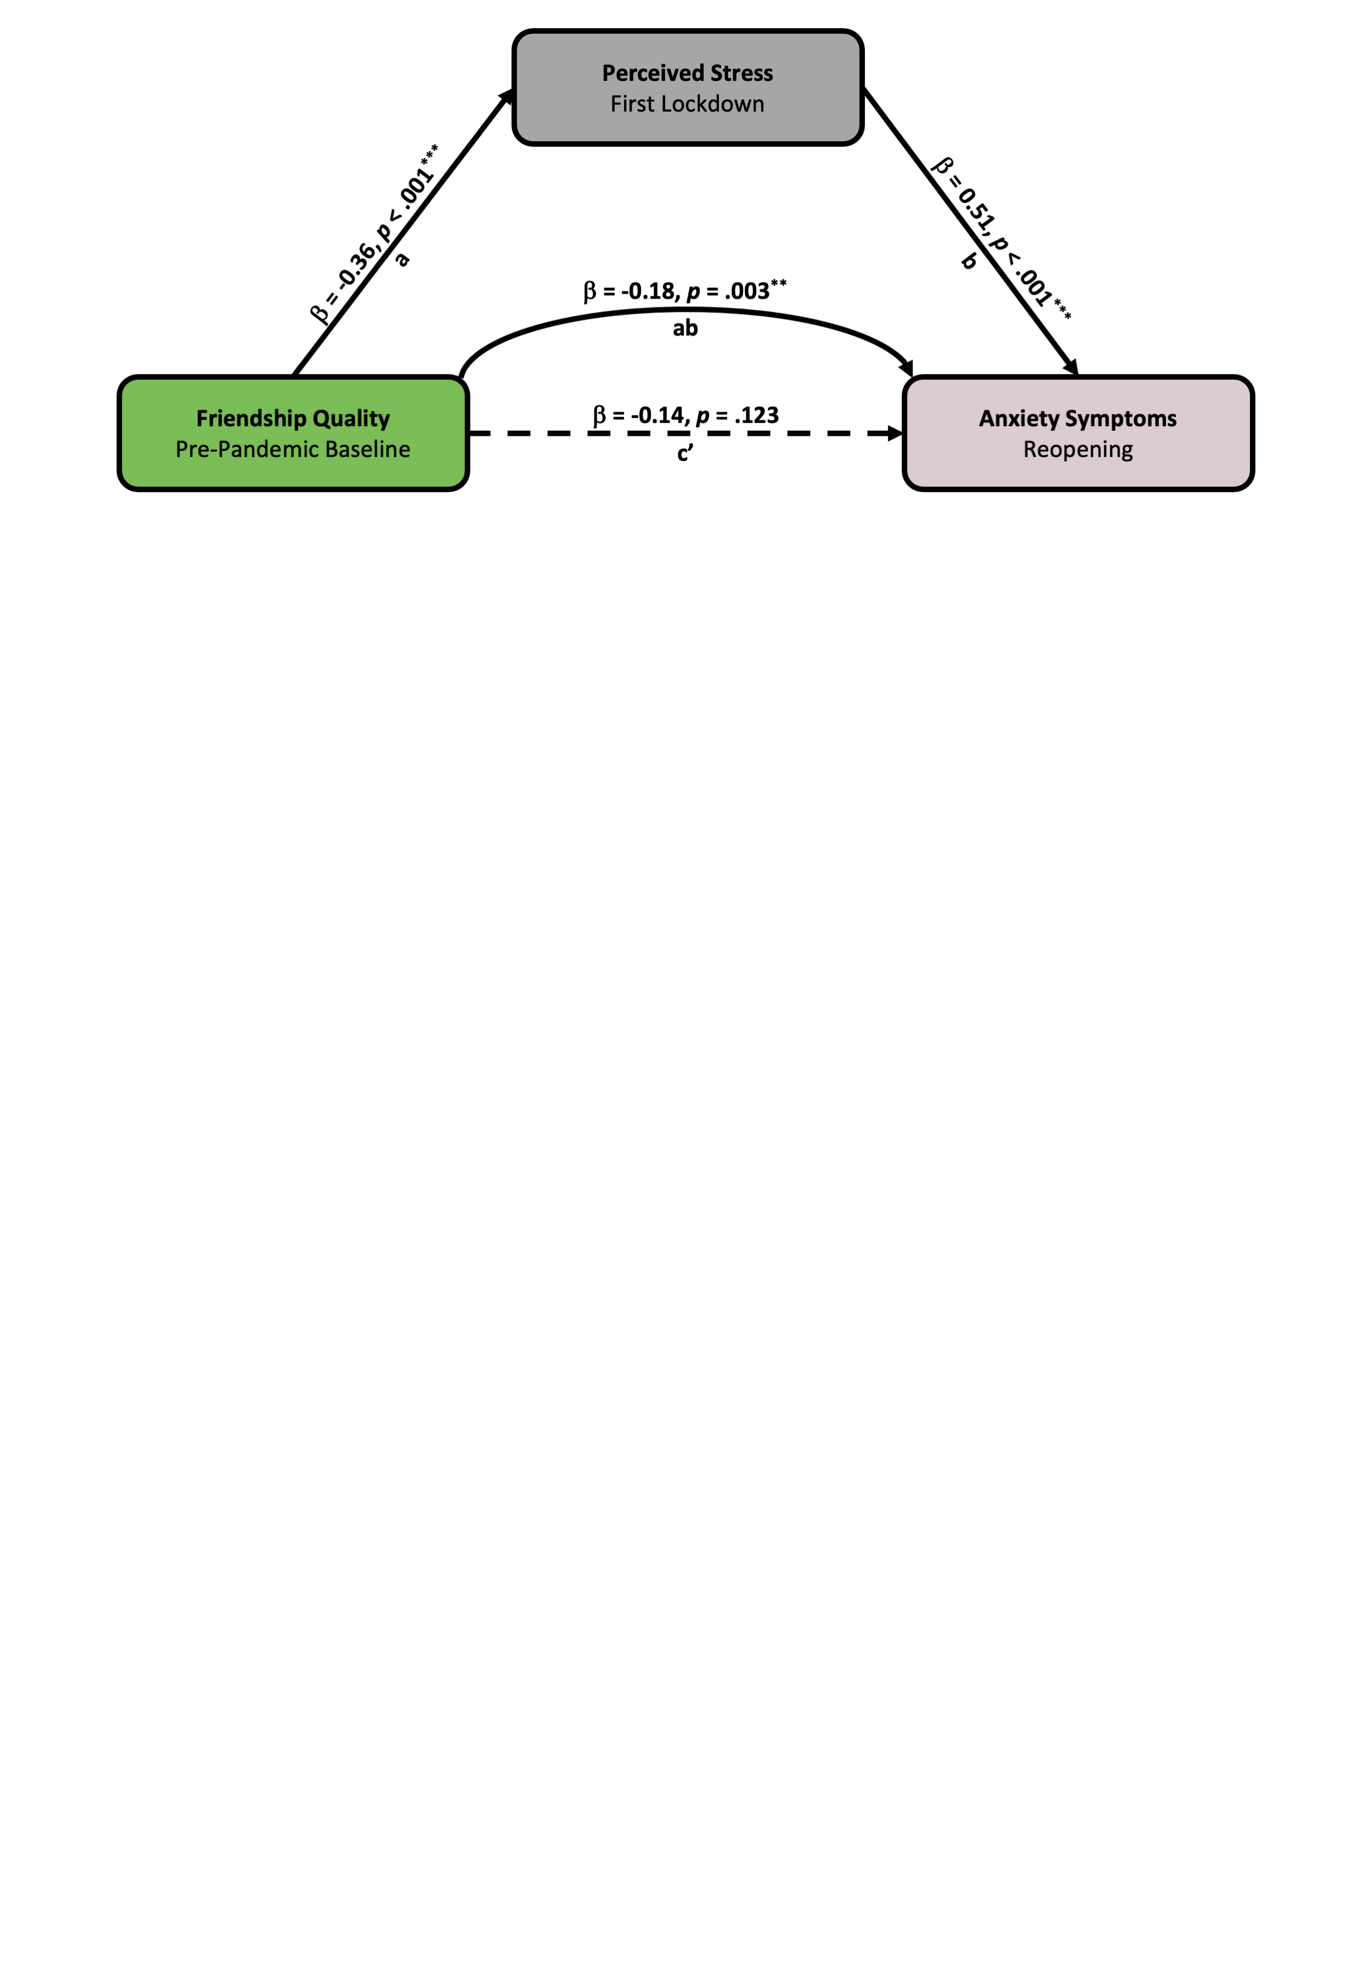 Perceived Stress
First Lockdown
β = -0.36, p < .001***
a
β = 0.51, p < .001***
b
β = -0.18, p = .003**
ab
Friendship Quality
Pre-Pandemic Baseline
β = -0.14, p = .123
c’
Anxiety Symptoms
Reopening